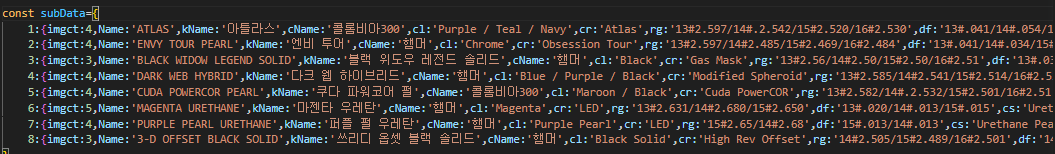 const subData={
1:{imgct:4,Name:'ATLAS',kName:'아틀라스',cName:'콜롬비아300',cl:'Purple / Teal / Navy',cr:'Atlas',rg:'13#2.597/14#.2.542/15#2.520/16#2.530',df:'13#.041/14#.054/1
2:{imgct:4,Name:'ENVY TOUR PEARL',kName:'엔비 투어',cName:'햄머',cl:'Chrome',cr:'Obsession Tour',rg:'13#2.597/14#2.485/15#2.469/16#2.484',df:'13#.041/14#.034/15#
3:{imgct:3,Name:'BLACK WIDOW LEGEND SOLID',kName:'블랙 위도우 레전드 솔리드',cName:'햄머',cl:'Black',cr:'Gas Mask',rg:'13#2.56/14#2.50/15#2.50/16#2.51',df:'13#.03
4:{imgct:4,Name:'DARK WEB HYBRID',kName:'다크 웹 하이브리드',cName:'햄머',cl:'Blue / Purple / Black',cr:'Modified Spheroid',rg:'13#2.585/14#2.541/15#2.514/16#2.5
5:{imgct:4,Name:'CUDA POWERCOR PEARL',kName:'쿠다 파워코어 펄',cName:'콜롬비아300',cl:'Maroon / Black',cr:'Cuda PowerCOR',rg:'13#2.582/14#.2.532/15#2.501/16#2.51
6:{imgct:5,Name:'MAGENTA URETHANE',kName:'마젠타 우레탄',cName:'햄머',cl:'Magenta',cr:'LED',rg:'13#2.631/14#2.680/15#2.650',df:'13#.020/14#.013/15#.015',cs:'Uret
7:{imgct:4,Name:'PURPLE PEARL URETHANE',kName:'퍼플 펄 우레탄',cName:'햄머',cl:'Purple Pearl',cr:'LED',rg:'15#2.65/14#2.68',df:'15#.013/14#.013',cs:'Urethane Pea
8:{imgct:3,Name:'3-D OFFSET BLACK SOLID',kName:'쓰리디 옵셋 블랙 솔리드',cName:'햄머',cl:'Black Solid',cr:'High Rev Offset',rg:'14#2.505/15#2.489/16#2.501',df:'14